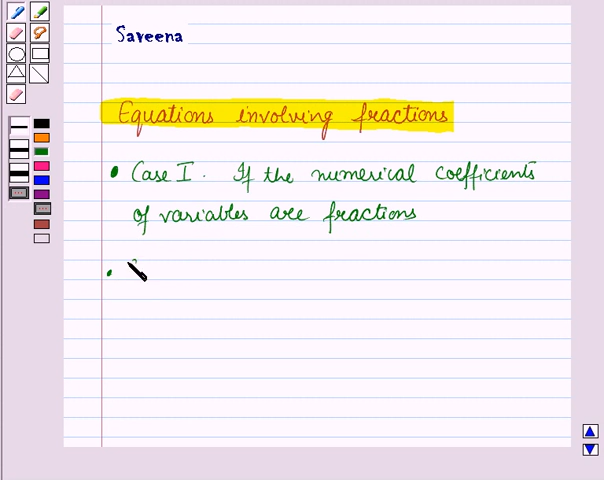 Saveena
Equations involving fractions
• Case I. If the numerical coefficients
of variables are fractions
•